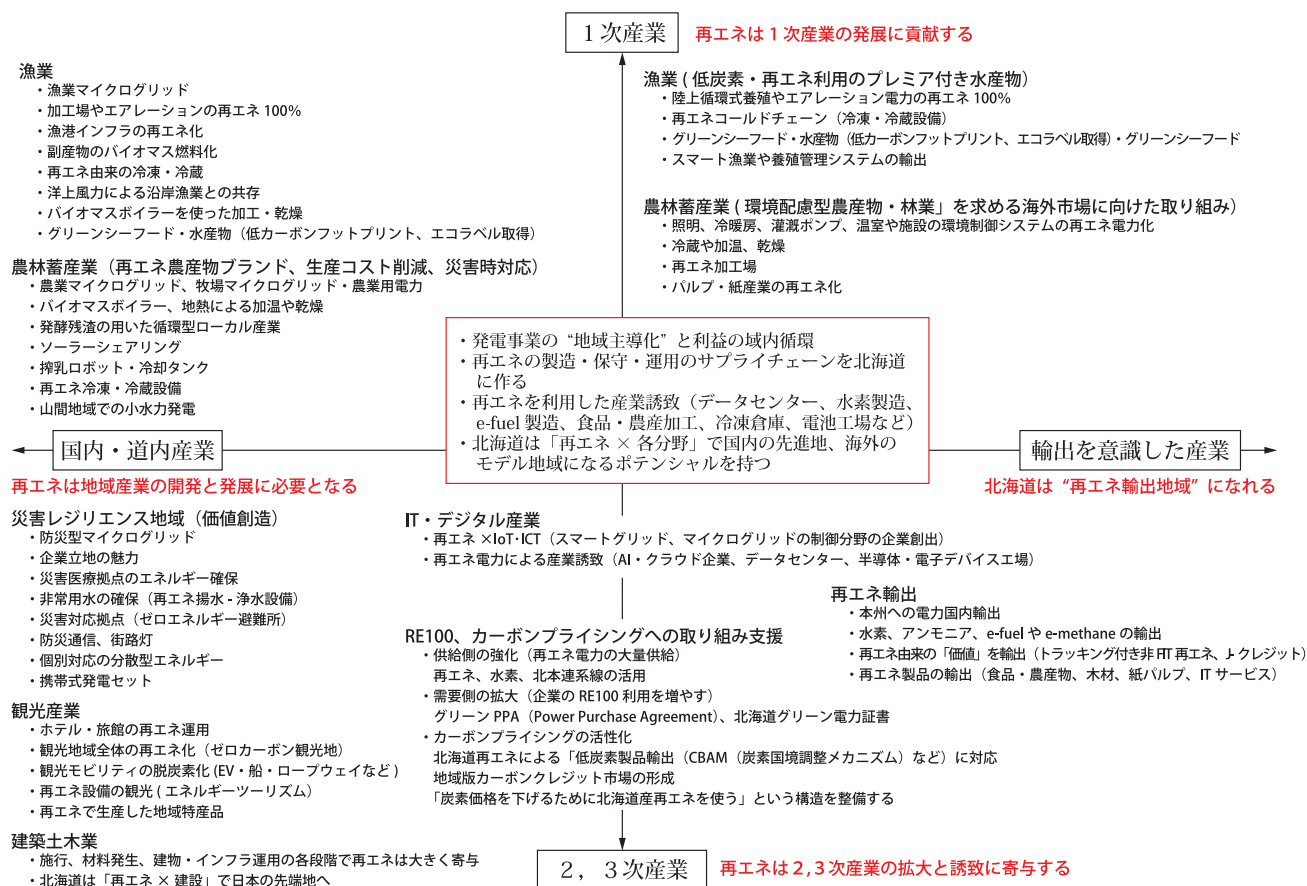 1次産業
再エネは1次産業の発展に貢献する
漁業
・漁業マイクログリッド
・加工場やエアレーションの再エネ100%
・漁港インフラの再エネ化
・副産物のバイオマス燃料化
・再エネ由来の冷凍・冷蔵
・洋上風力による沿岸漁業との共存
・バイオマスボイラーを使った加工・乾燥
・グリーンシーフード・水産物（低カーボンフットプリント、エコラベル取得）
農林蓄産業（再エネ農産物ブランド、生産コスト削減、災害時対応）
・農業マイクログリッド、牧場マイクログリッド・農業用電力
・バイオマスボイラー、地熱による加温や乾燥
・発酵残渣の用いた循環型ローカル産業
・ソーラーシェアリング
・搾乳ロボット・冷却タンク
・再エネ冷凍・冷蔵設備
・山間地域での小水力発電
漁業（低炭素・再エネ利用のプレミア付き水産物）
・陸上循環式養殖やエアレーション電力の再エネ100%
・再エネコールドチェーン（冷凍・冷蔵設備）
・グリーンシーフード・水産物（低カーボンフットプリント、エコラベル取得）・グリーンシーフード
・スマート漁業や養殖管理システムの輸出
農林蓄産業(環境配慮型農産物・林業」を求める海外市場に向けた取り組み）
・照明、冷暖房、灌漑ポンプ、温室や施設の環境制御システムの再エネ電力化
・冷蔵や加温、乾燥
・再エネ加工場
・パルプ・紙産業の再エネ化
・発電事業の“地域主導化”と利益の域内循環
・再エネの製造・保守・運用のサプライチェーンを北海道
に作る
・再エネを利用した産業誘致（データセンター、水素製造、
e-fuel製造、食品・農産加工、冷凍倉庫、電池工場など）
・北海道は「再エネ×各分野」で国内の先進地、海外の
モデル地域になるポテンシャルを持つ
国内・道内産業
再エネは地域産業の開発と発展に必要となる
輸出を意識した産業
北海道は“再エネ輸出地域”になれる
災害レジリエンス地域（価値創造）
・防災型マイクログリッド
・企業立地の魅力
・災害医療拠点のエネルギー確保
・非常用水の確保（再エネ揚水-浄水設備）
・災害対応拠点（ゼロエネルギー避難所）
・防災通信、街路灯
・個別対応の分散型エネルギー
・携帯式発電セット
観光産業
・ホテル・旅館の再エネ運用
・観光地域全体の再エネ化（ゼロカーボン観光地）
・観光モビリティの脱炭素化(EV・船・ロープウェイなど)
・再エネ設備の観光(エネルギーツーリズム）
・再エネで生産した地域特産品
建築土木業
・施行、材料発生、建物・インフラ運用の各段階で再エネは大きく寄与
・北海道は「再エネ×建設」で日本の先端地へ
IT・デジタル産業
・再エネ×IoT・ICT（スマートグリッド、マイクログリッドの制御分野の企業創出）
・再エネ電力による産業誘致（AI・クラウド企業、データセンター、半導体・電子デバイス工場）
RE100、カーボンプライシングへの取り組み支援
・供給側の強化（再エネ電力の大量供給）
再エネ、水素、北本連系線の活用
・需要側の拡大（企業のRE100利用を増やす）
グリーンPPA（Power Purchase Agreement）、北海道グリーン電力証書
・カーボンプライシングの活性化
北海道再エネによる「低炭素製品輸出（CBAM（炭素国境調整メカニズム）など）に対応
地域版カーボンクレジット市場の形成
「炭素価格を下げるために北海道産再エネを使う」という構造を整備する
再エネ輸出
・本州への電力国内輸出
・水素、アンモニア、e-fuelやe-methaneの輸出
・再エネ由来の「価値」を輸出（トラッキング付き非FIT再エネ、J-クレジット）
・再エネ製品の輸出（食品・農産物、木材、紙パルプ、ITサービス）
2，3次産業
再エネは2,3次産業の拡大と誘致に寄与する